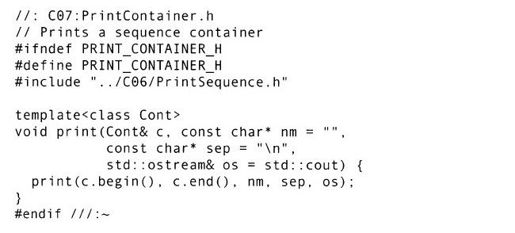 //: C07:PrintContainer.h
// Prints a sequence container
#ifndef PRINT_CONTAINER_H
#define PRINT_CONTAINER_H
#include "../C06/PrintSequence.h"

template<class Cont>
void print(Cont& c, const char* nm = "",
           const char* sep = "\n",
           std::ostream& os = std::cout) {
  print(c.begin(), c.end(), nm, sep, os);
}
#endif ///:~